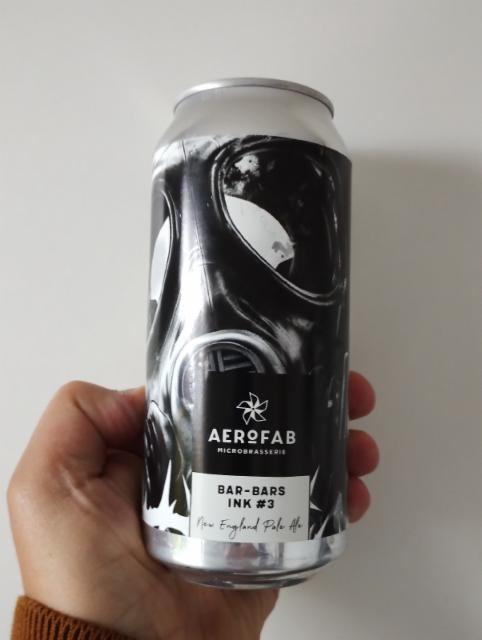 AEROFAB
MICROBRASSERIE
BAR-BARS
INK #3
New England Pale Ale